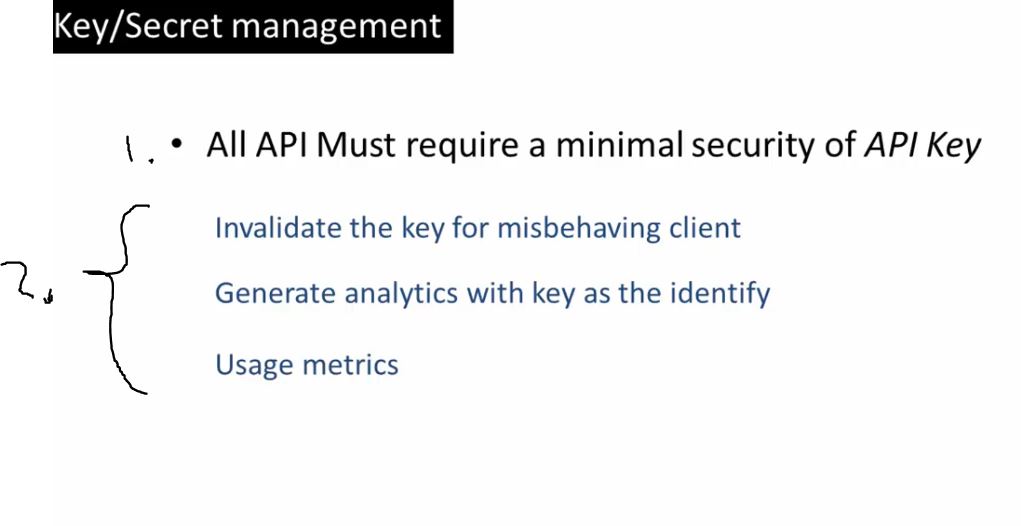 Key/Secret management
1. • All API Must require a minimal security of API Key
Invalidate the key for misbehaving client
2. Generate analytics with key as the identify
Usage metrics